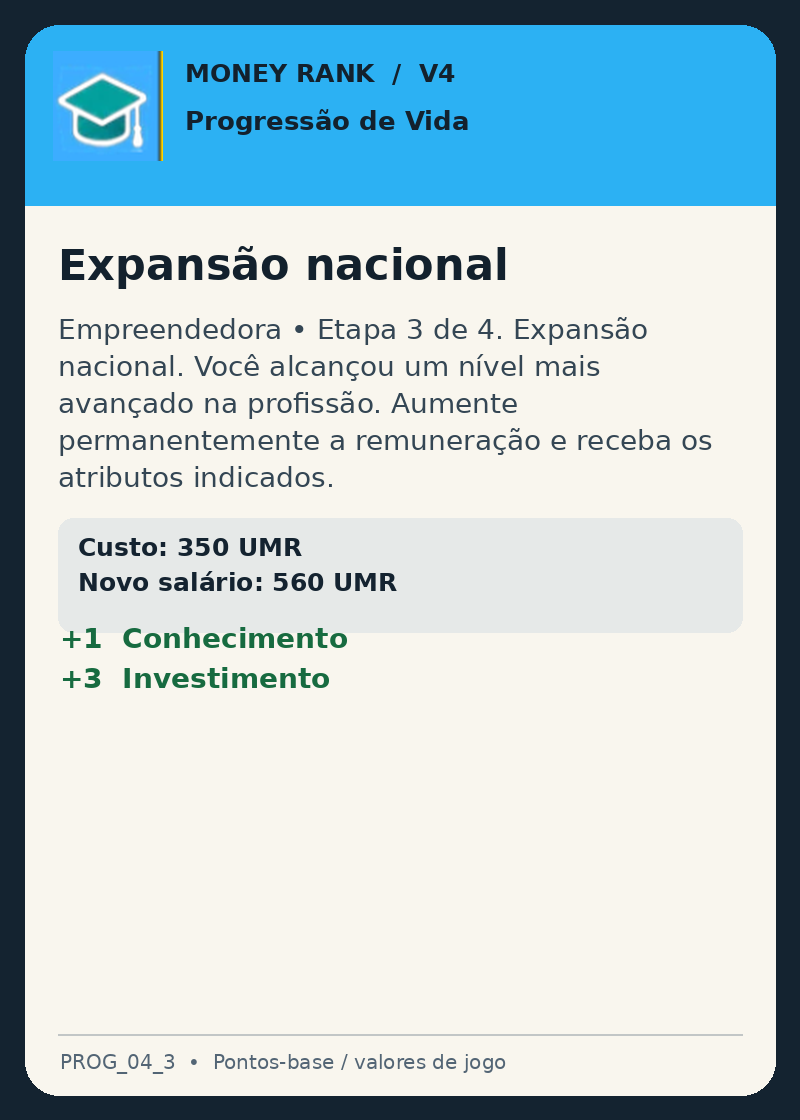 MONEY RANK / V4
Progressão de Vida
Expansão nacional
Empreendedora • Etapa 3 de 4. Expansão
nacional. Você alcançou um nível mais
avançado na profissão. Aumente
permanentemente a remuneração e receba os
atributos indicados.
Custo: 350 UMR
Novo salário: 560 UMR
+1 Conhecimento
+3 Investimento
PROG_04_3 • Pontos-base / valores de jogo